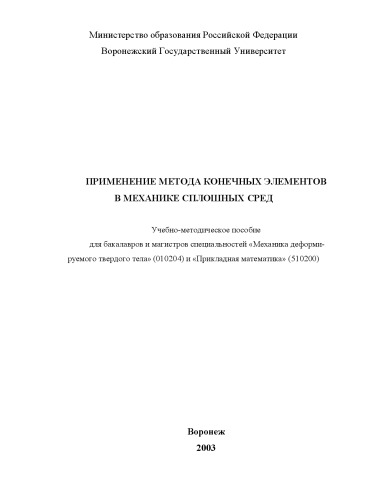 Министерство образования Российской Федерации
Воронежский Государственный Университет
ПРИМЕНЕНИЕ МЕТОДА КОНЕЧНЫХ ЭЛЕМЕНТОВ
В МЕХАНИКЕ СПЛОШНЫХ СРЕД
Учебно-методическое пособие
для бакалавров и магистров специальностей «Механика деформи-
руемого твердого тела» (010204) и «Прикладная математика» (510200)
Воронеж
2003